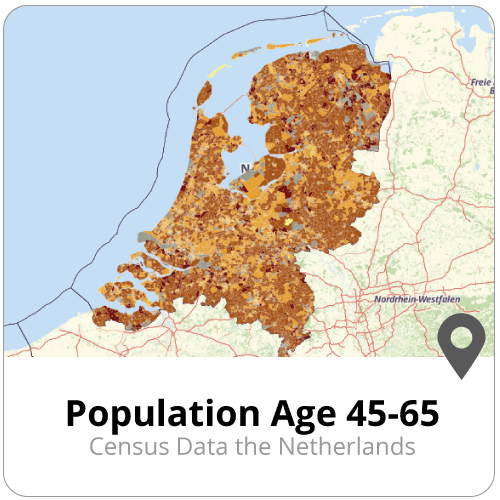 Freie
B
N
Nordrhein-Westfalen
Population Age 45-65
Census Data the Netherlands